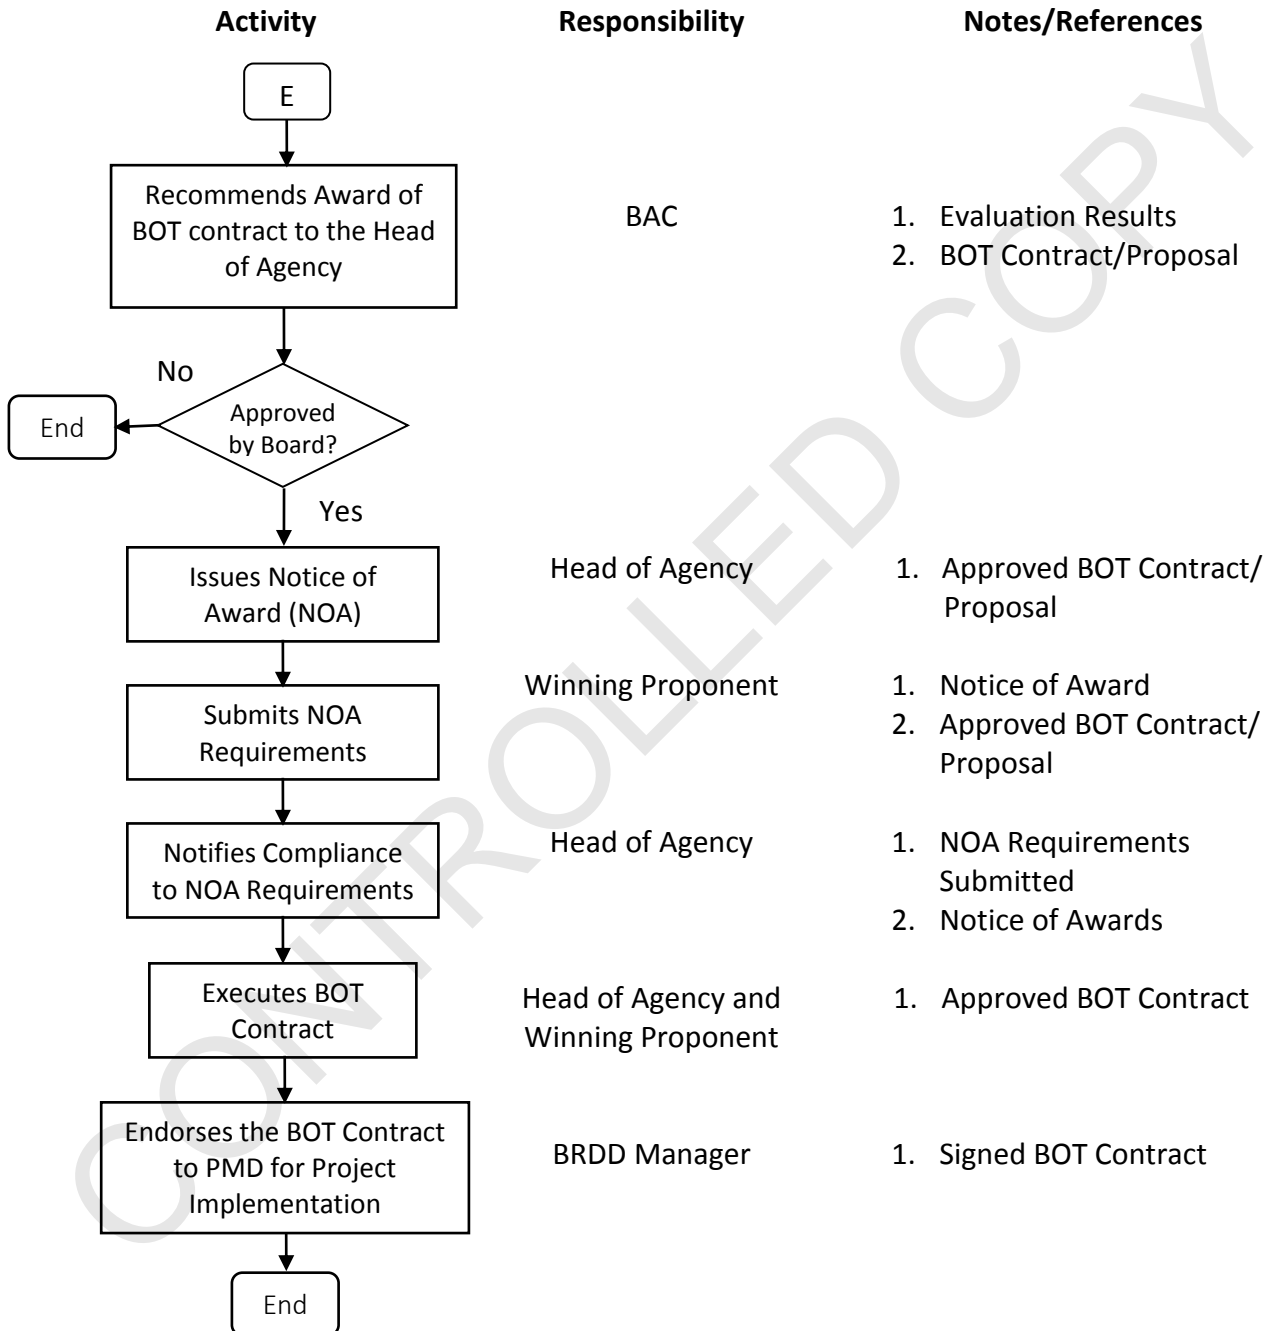 Activity Responsibility Notes/References
E
Recommends Award of
BOT contract to the Head
of Agency
BAC
1. Evaluation Results
2. BOT Contract/Proposal
No
Approved
by Board?
End
Yes
Issues Notice of
Award (NOA)
Head of Agency
1. Approved BOT Contract/
Proposal
Submits NOA
Requirements
Winning Proponent
1. Notice of Award
2. Approved BOT Contract/
Proposal
Notifies Compliance
to NOA Requirements
Head of Agency
1. NOA Requirements
Submitted
2. Notice of Awards
Executes BOT
Contract
Head of Agency and
Winning Proponent
1. Approved BOT Contract
Endorses the BOT Contract
to PMD for Project
Implementation
BRDD Manager
1. Signed BOT Contract
End
CONTROLLED COPY